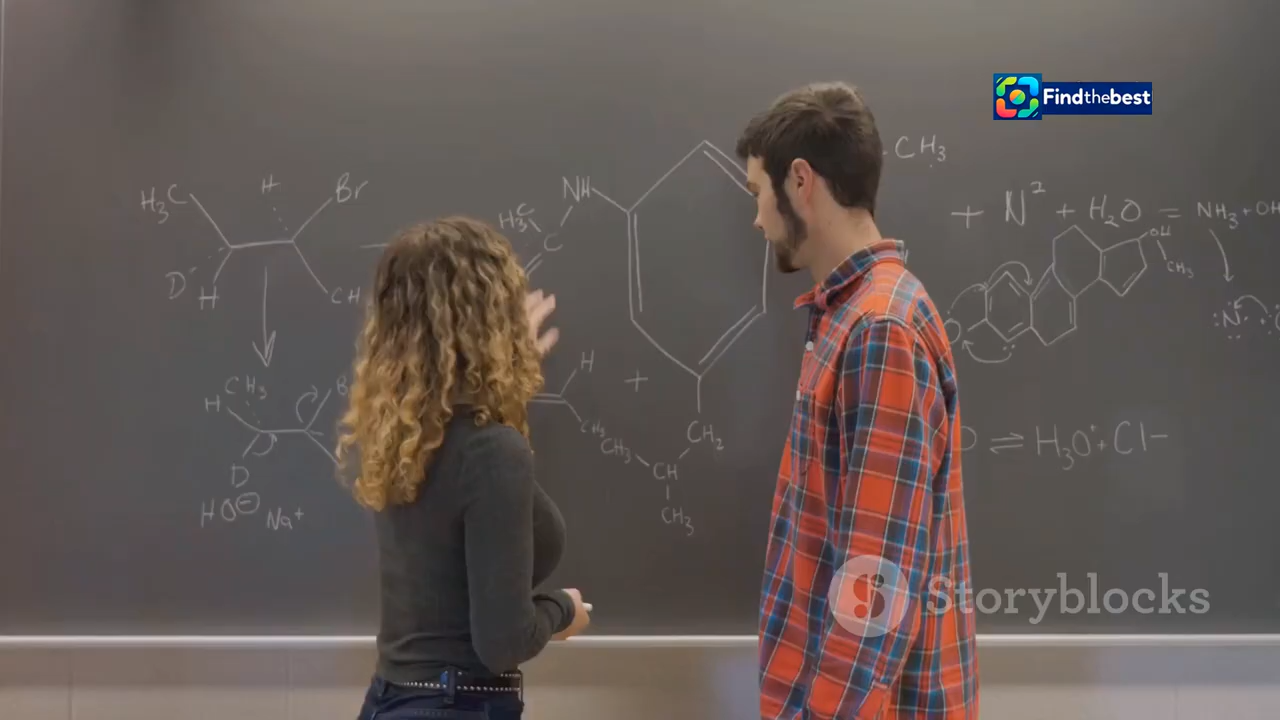 Findthebest
H₃C
H
Br
D
H
CH
NH
H₃C
C
CH₃
+ N² + H₂O = NH₃ + OH
OH
CH₃
:N:
CH₃
H
B
H
D
HO⊖ Na⁺
H
+
CH₃
CH₃
CH₂
CH
CH₃
⇌ H₃O⁺ + Cl−
Storyblocks